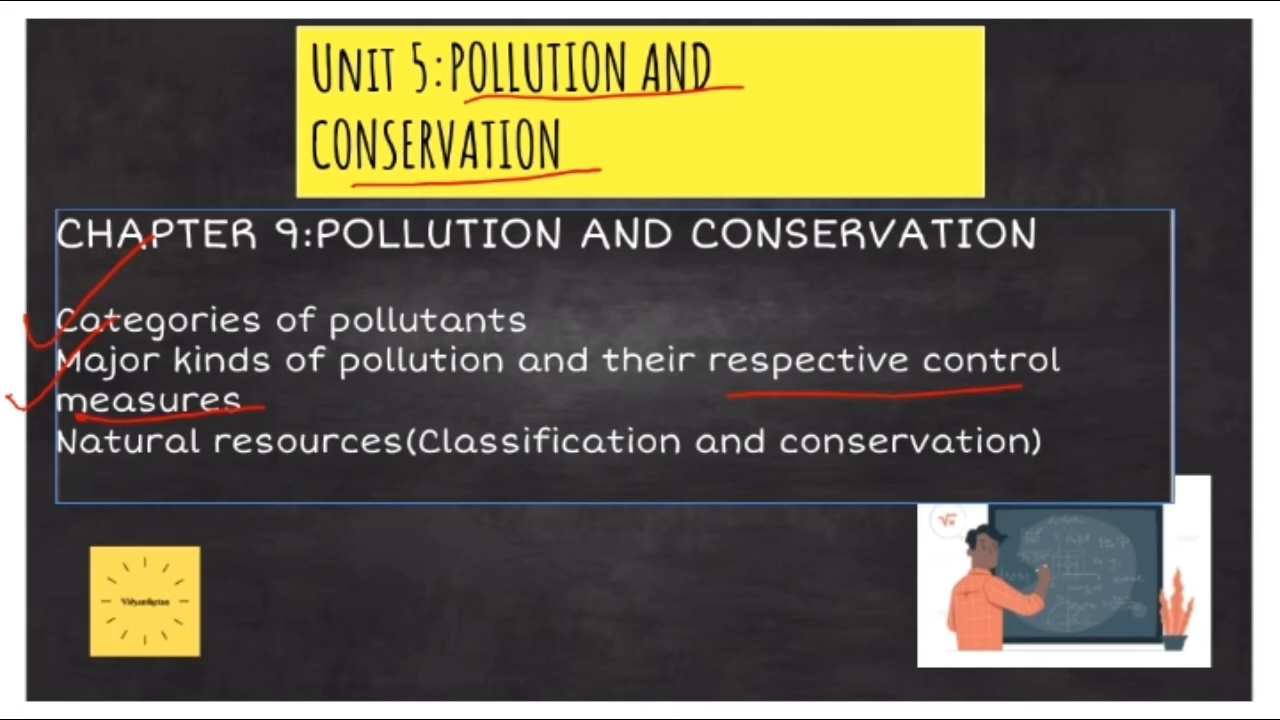 Unit 5:POLLUTION AND
CONSERVATION
CHAPTER 9:POLLUTION AND CONSERVATION
Categories of pollutants
Major kinds of pollution and their respective control
measures
Natural resources(Classification and conservation)